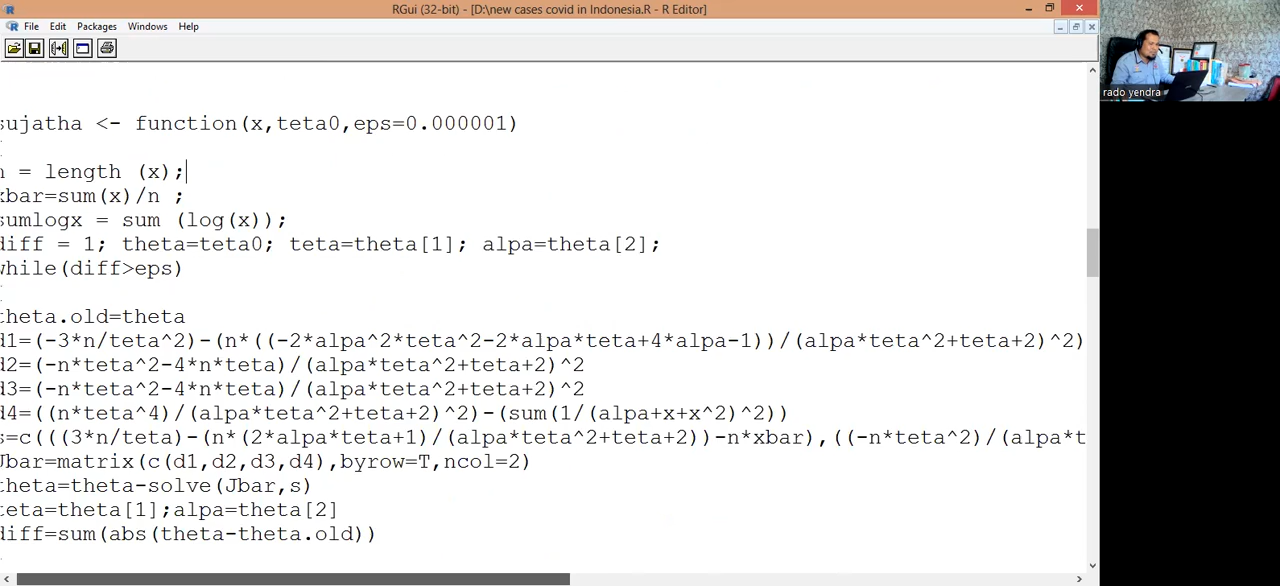 RGui (32-bit) - [D:\new cases covid in Indonesia.R - R Editor]
File Edit Packages Windows Help
sujatha <- function(x,teta0,eps=0.000001)
n = length (x);
xbar=sum(x)/n ;
sumlogx = sum (log(x));
diff = 1; theta=teta0; teta=theta[1]; alpa=theta[2];
while(diff>eps)
theta.old=theta
d1=(-3*n/teta^2)-(n*((-2*alpa^2*teta^2-2*alpa*teta+4*alpa-1))/(alpa*teta^2+teta+2)^2)
d2=(-n*teta^2-4*n*teta)/(alpa*teta^2+teta+2)^2
d3=(-n*teta^2-4*n*teta)/(alpa*teta^2+teta+2)^2
d4=((n*teta^4)/(alpa*teta^2+teta+2)^2)-(sum(1/(alpa+x+x^2)^2))
s=c(((3*n/teta)-(n*(2*alpa*teta+1)/(alpa*teta^2+teta+2))-n*xbar),((-n*teta^2)/(alpa*t
Jbar=matrix(c(d1,d2,d3,d4),byrow=T,ncol=2)
theta=theta-solve(Jbar,s)
teta=theta[1];alpa=theta[2]
diff=sum(abs(theta-theta.old))
rado yendra